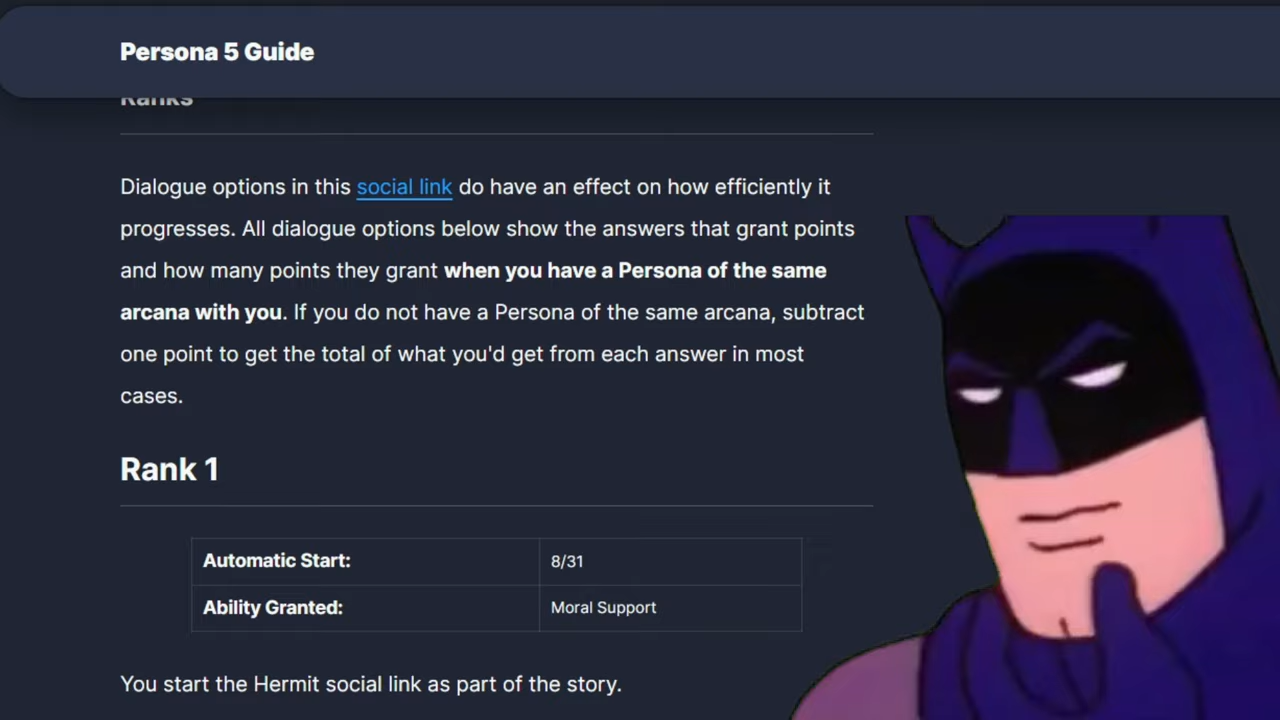 Persona 5 Guide
Ranks
Dialogue options in this social link do have an effect on how efficiently it
progresses. All dialogue options below show the answers that grant points
and how many points they grant when you have a Persona of the same
arcana with you. If you do not have a Persona of the same arcana, subtract
one point to get the total of what you'd get from each answer in most
cases.
Rank 1
Automatic Start: 8/31
Ability Granted: Moral Support
You start the Hermit social link as part of the story.